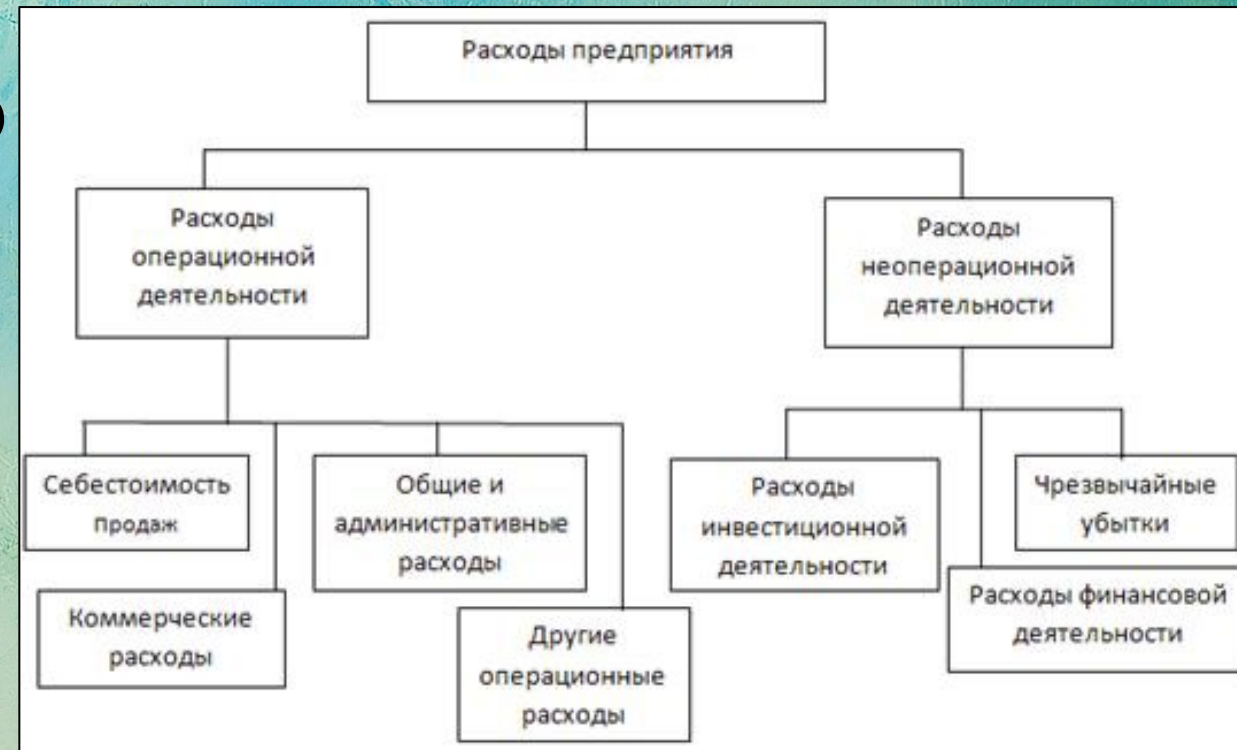 Расходы предприятия
Расходы
операционной
деятельности
Расходы
неоперационной
деятельности
Себестоимость
Продаж
Общие и
административные
расходы
Расходы
инвестиционной
деятельности
Чрезвычайные
убытки
Коммерческие
расходы
Другие
операционные
расходы
Расходы финансовой
деятельности